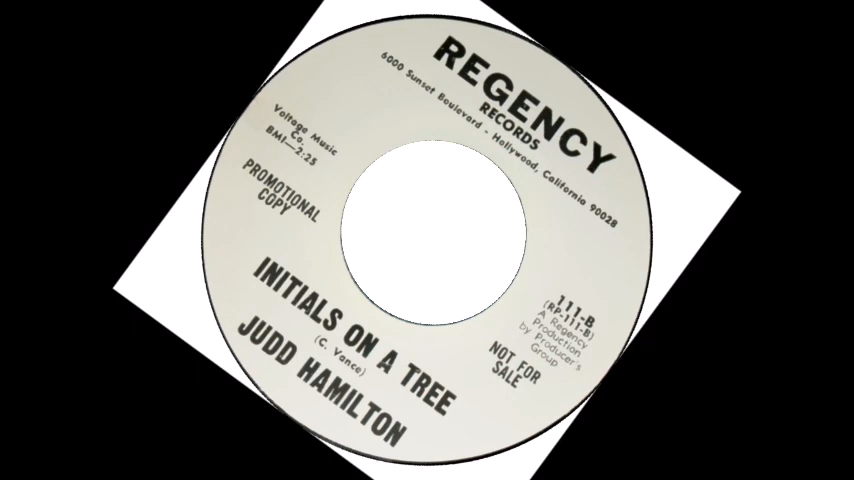 REGENCY
RECORDS
6000 Sunset Boulevard - Hollywood, California 90028
Voltage Music
Co.
BMI—2:25
PROMOTIONAL
COPY
111-B
(RP-111-B)
A Regency
Production
by Producer's
Group
NOT FOR
SALE
INITIALS ON A TREE
(C. Vance)
JUDD HAMILTON